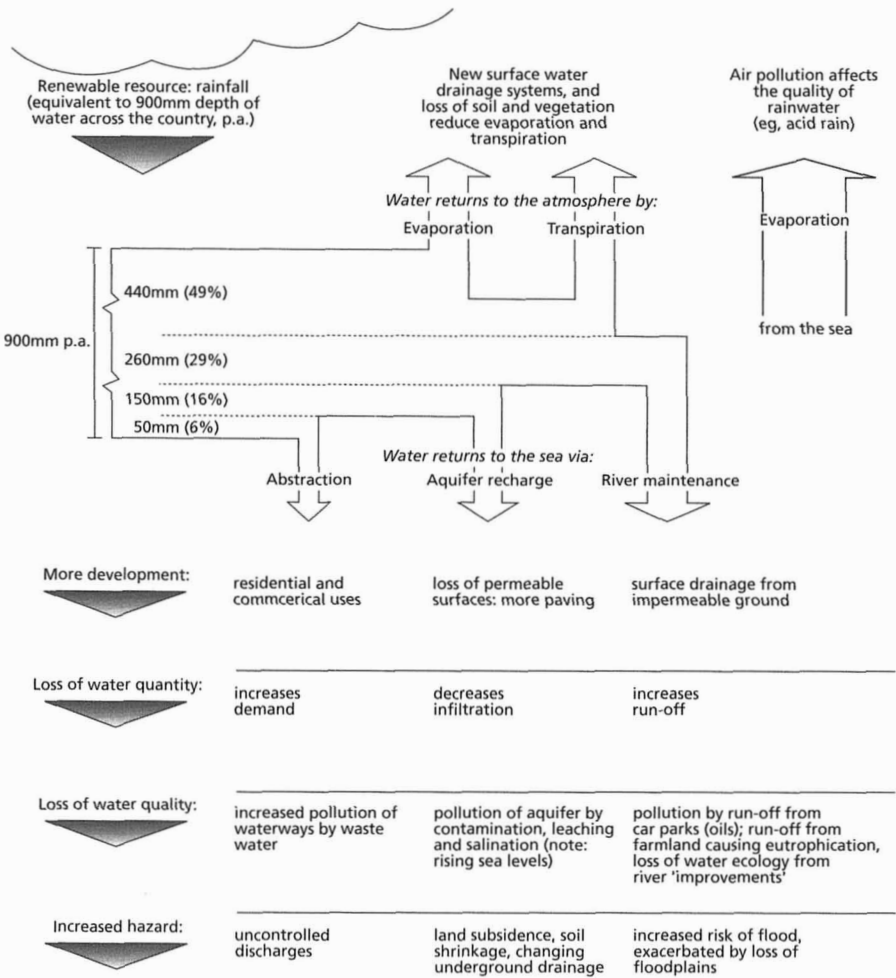 Renewable resource: rainfall
(equivalent to 900mm depth of
water across the country, p.a.)
New surface water
drainage systems, and
loss of soil and vegetation
reduce evaporation and
transpiration
Air pollution affects
the quality of
rainwater
(eg, acid rain)
Water returns to the atmosphere by:
Evaporation
Transpiration
Evaporation
from the sea
900mm p.a.
440mm (49%)
260mm (29%)
150mm (16%)
50mm (6%)
Water returns to the sea via:
Abstraction
Aquifer recharge
River maintenance
More development:
residential and
commcerical uses
loss of permeable
surfaces: more paving
surface drainage from
impermeable ground
Loss of water quantity:
increases
demand
decreases
infiltration
increases
run-off
Loss of water quality:
increased pollution of
waterways by waste
water
pollution of aquifer by
contamination, leaching
and salination (note:
rising sea levels)
pollution by run-off from
car parks (oils); run-off from
farmland causing eutrophication,
loss of water ecology from
river 'improvements'
Increased hazard:
uncontrolled
discharges
land subsidence, soil
shrinkage, changing
underground drainage
increased risk of flood,
exacerbated by loss of
floodplains